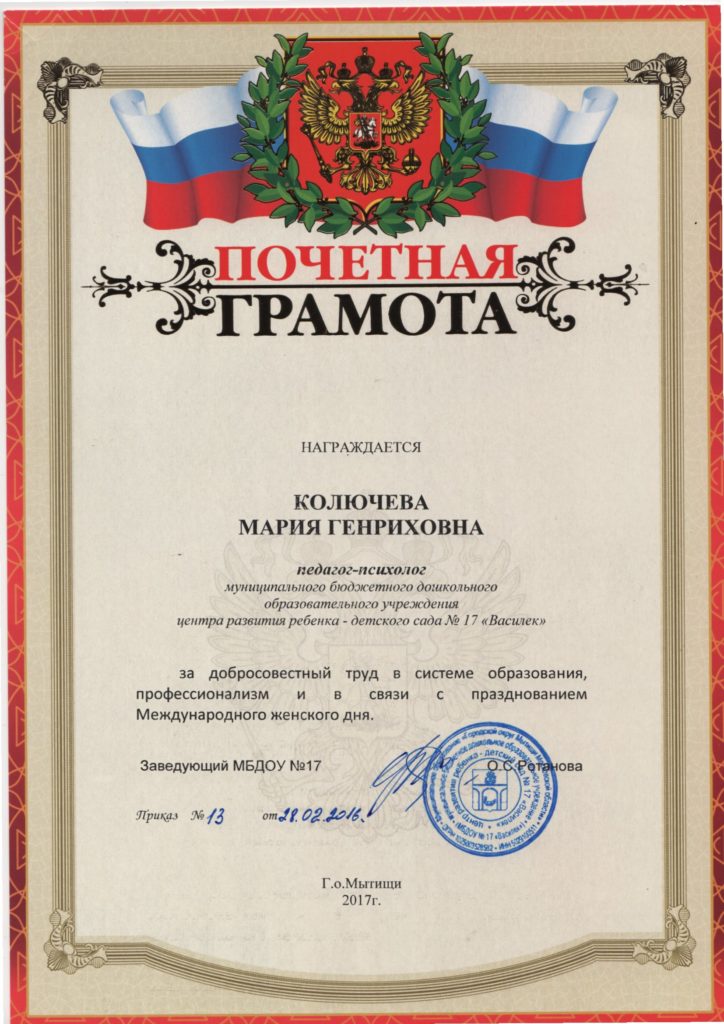 ПОЧЕТНАЯ
ГРАМОТА
НАГРАЖДАЕТСЯ
КОЛЮЧЕВА
МАРИЯ ГЕНРИХОВНА
педагог-психолог
муниципального бюджетного дошкольного
образовательного учреждения
центра развития ребенка - детского сада № 17 «Василек»
за добросовестный труд в системе образования,
профессионализм и в связи с празднованием
Международного женского дня.
Заведующий МБДОУ №17 О.С.Ротанова
Приказ №13 от 28.02.2016.
Г.о.Мытищи
2017г.